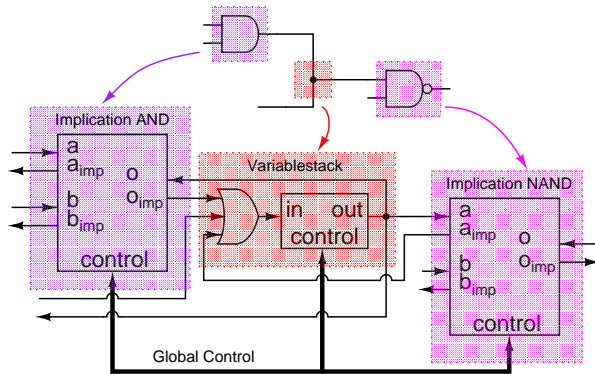 Implication AND
a
a_imp
b
b_imp
o
o_imp
control
Variablestack
in out
control
Implication NAND
a
a_imp
b
b_imp
o
o_imp
control
Global Control